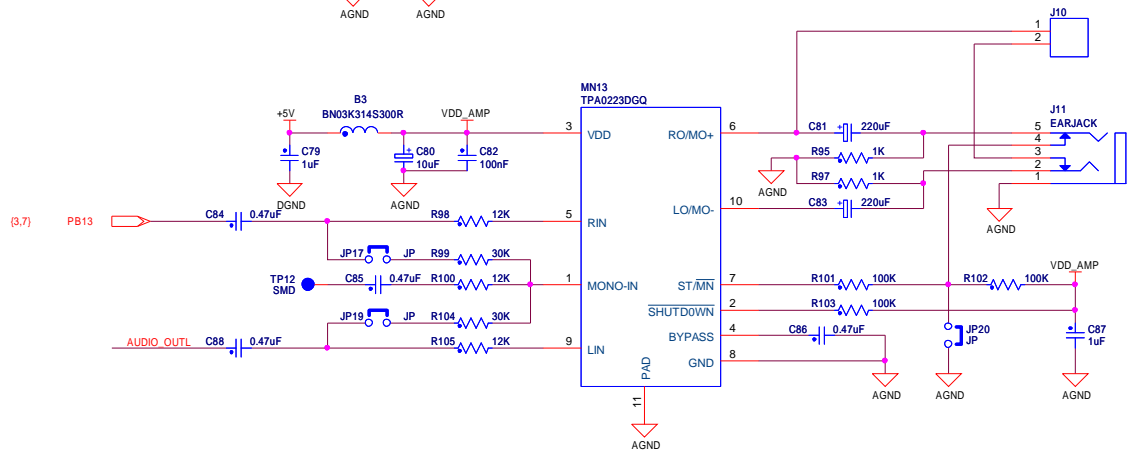 AGND AGND
J10
1
2
MN13
TPA0223DGQ
B3
BN03K314S300R
+5V
VDD_AMP
3 VDD
RO/MO+ 6
C81 220uF
J11
EARJACK
5
4
3
2
1
C79
1uF
C80
10uF
C82
100nF
R95 1K
AGND
R97 1K
DGND
AGND
{3,7} PB13
C84 0.47uF
R98 12K
5 RIN
LO/MO- 10
C83 220uF
AGND
JP17 JP
R99 30K
TP12
SMD
C85 0.47uF
R100 12K
1 MONO-IN
ST/MN 7
R101 100K
R102 100K
VDD_AMP
JP19 JP
R104 30K
SHUTD0WN 2
R103 100K
AUDIO_OUTL
C88 0.47uF
R105 12K
9 LIN
BYPASS 4
C86 0.47uF
JP20
JP
C87
1uF
GND 8
PAD
11
AGND
AGND
AGND
AGND